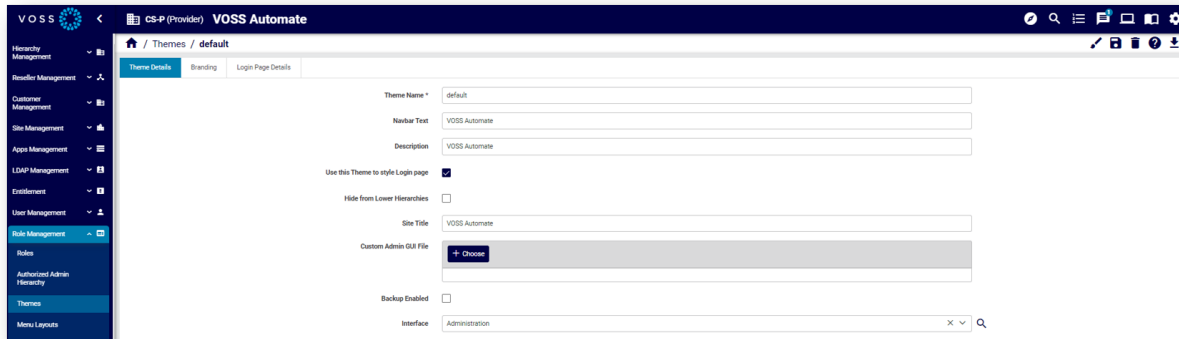 VOSS
CS-P (Provider) VOSS Automate
1
/ Themes / default
Hierarchy
Management
Reseller Management
Customer
Management
Site Management
Apps Management
LDAP Management
Entitlement
User Management
Role Management
Roles
Authorized Admin
Hierarchy
Themes
Menu Layouts
Theme Details Branding Login Page Details
Theme Name * default
Navbar Text VOSS Automate
Description VOSS Automate
Use this Theme to style Login page
Hide from Lower Hierarchies
Site Title VOSS Automate
Custom Admin GUI File
+ Choose
Backup Enabled
Interface Administration